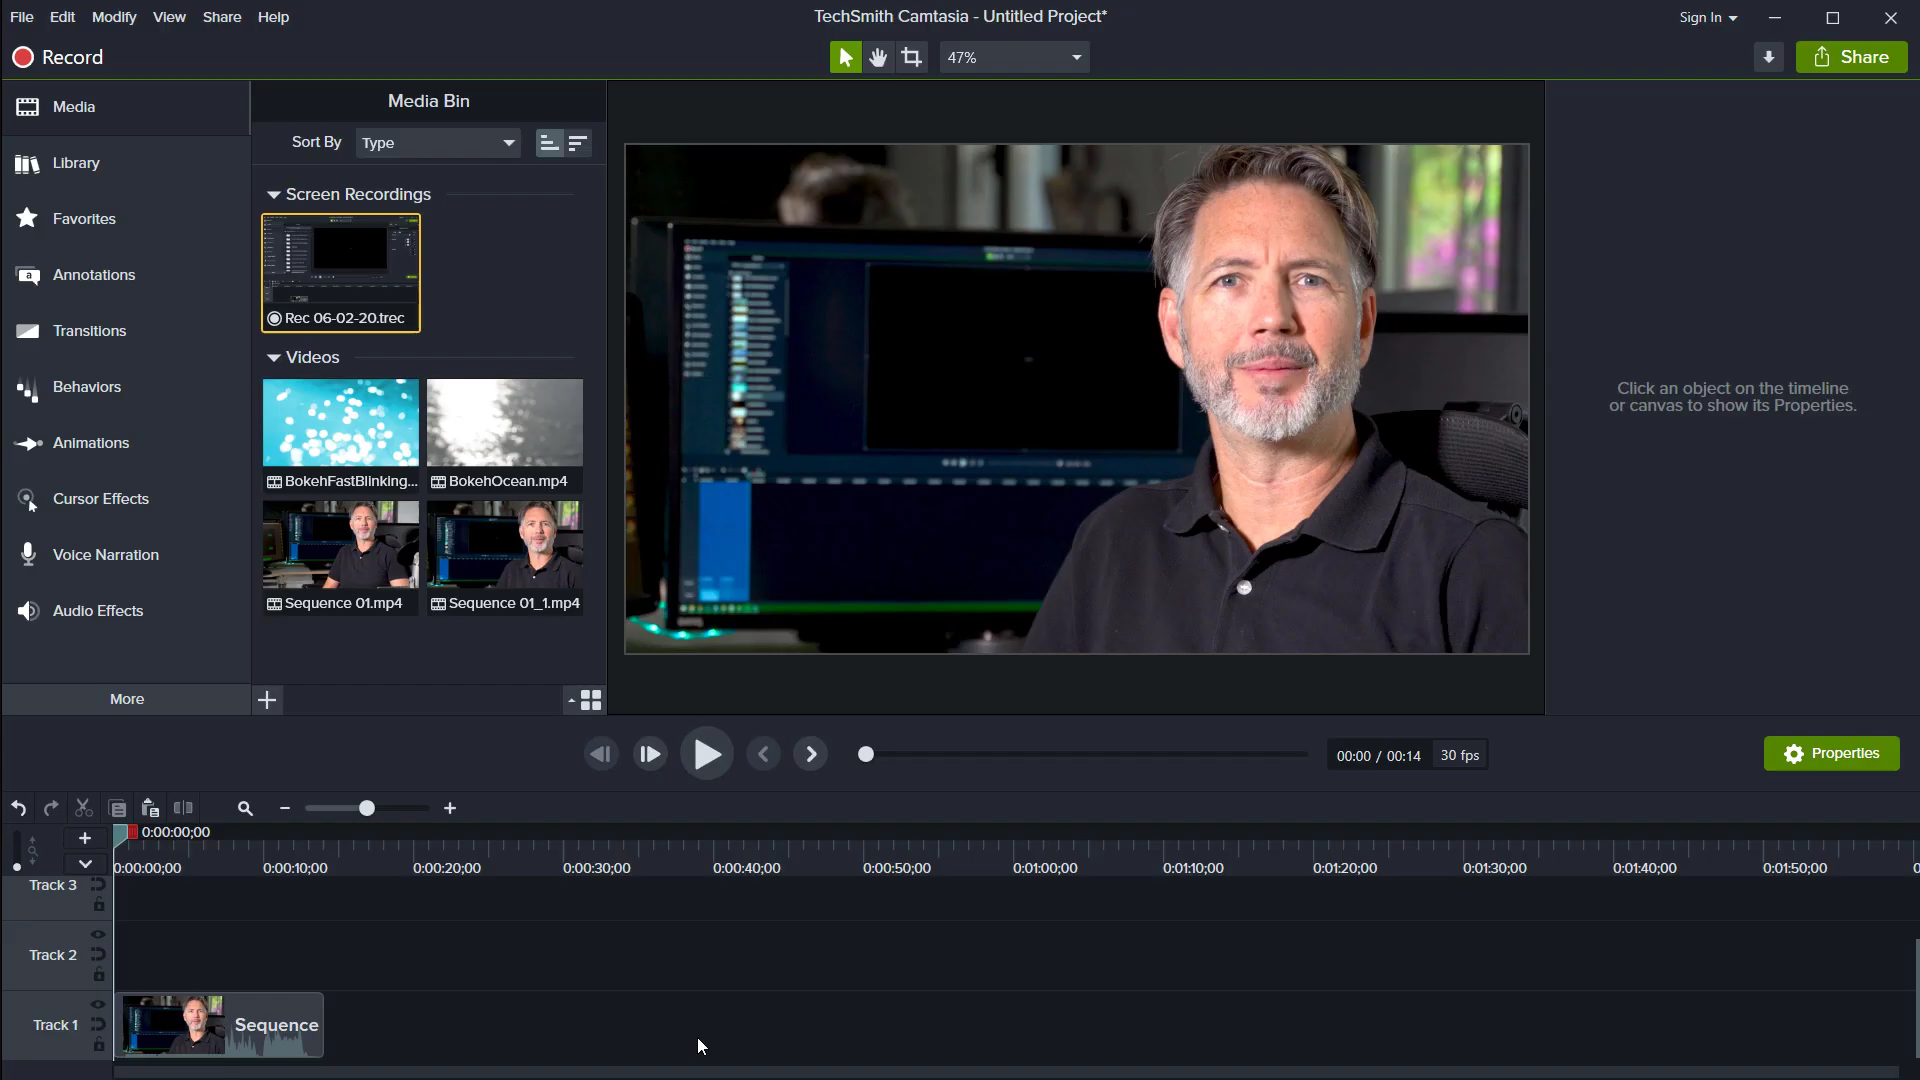 File Edit Modify View Share Help
TechSmith Camtasia - Untitled Project*
Sign In
Record
47%
Share
Media
Library
Favorites
Annotations
Transitions
Behaviors
Animations
Cursor Effects
Voice Narration
Audio Effects
More
Media Bin
Sort By Type
Screen Recordings
Rec 06-02-20.trec
Videos
BokehFastBlinking...
BokehOcean.mp4
Sequence 01.mp4
Sequence 01_1.mp4
Click an object on the timeline
or canvas to show its Properties.
00:00 / 00:14 30 fps
Properties
0:00:00;00
0:00:00;00 0:00:10;00 0:00:20;00 0:00:30;00 0:00:40;00 0:00:50;00 0:01:00;00 0:01:10;00 0:01:20;00 0:01:30;00 0:01:40;00 0:01:50;00
Track 3
Track 2
Track 1
Sequence